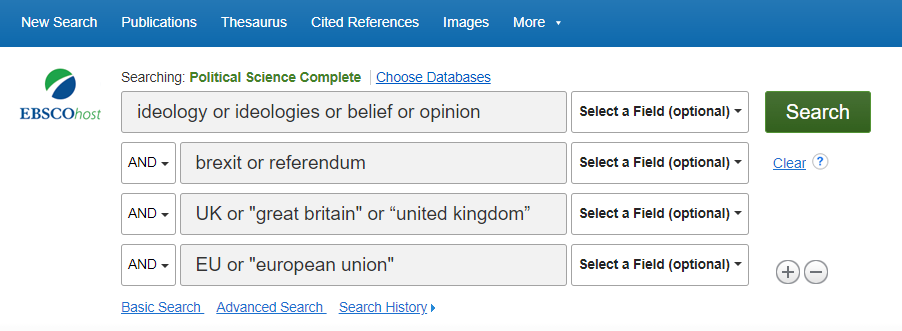 New Search Publications Thesaurus Cited References Images More
Searching: Political Science Complete Choose Databases
EBSCOhost
ideology or ideologies or belief or opinion Select a Field (optional) Search
AND brexit or referendum Select a Field (optional) Clear ?
AND UK or "great britain" or “united kingdom” Select a Field (optional)
AND EU or "european union" Select a Field (optional) + −
Basic Search Advanced Search Search History